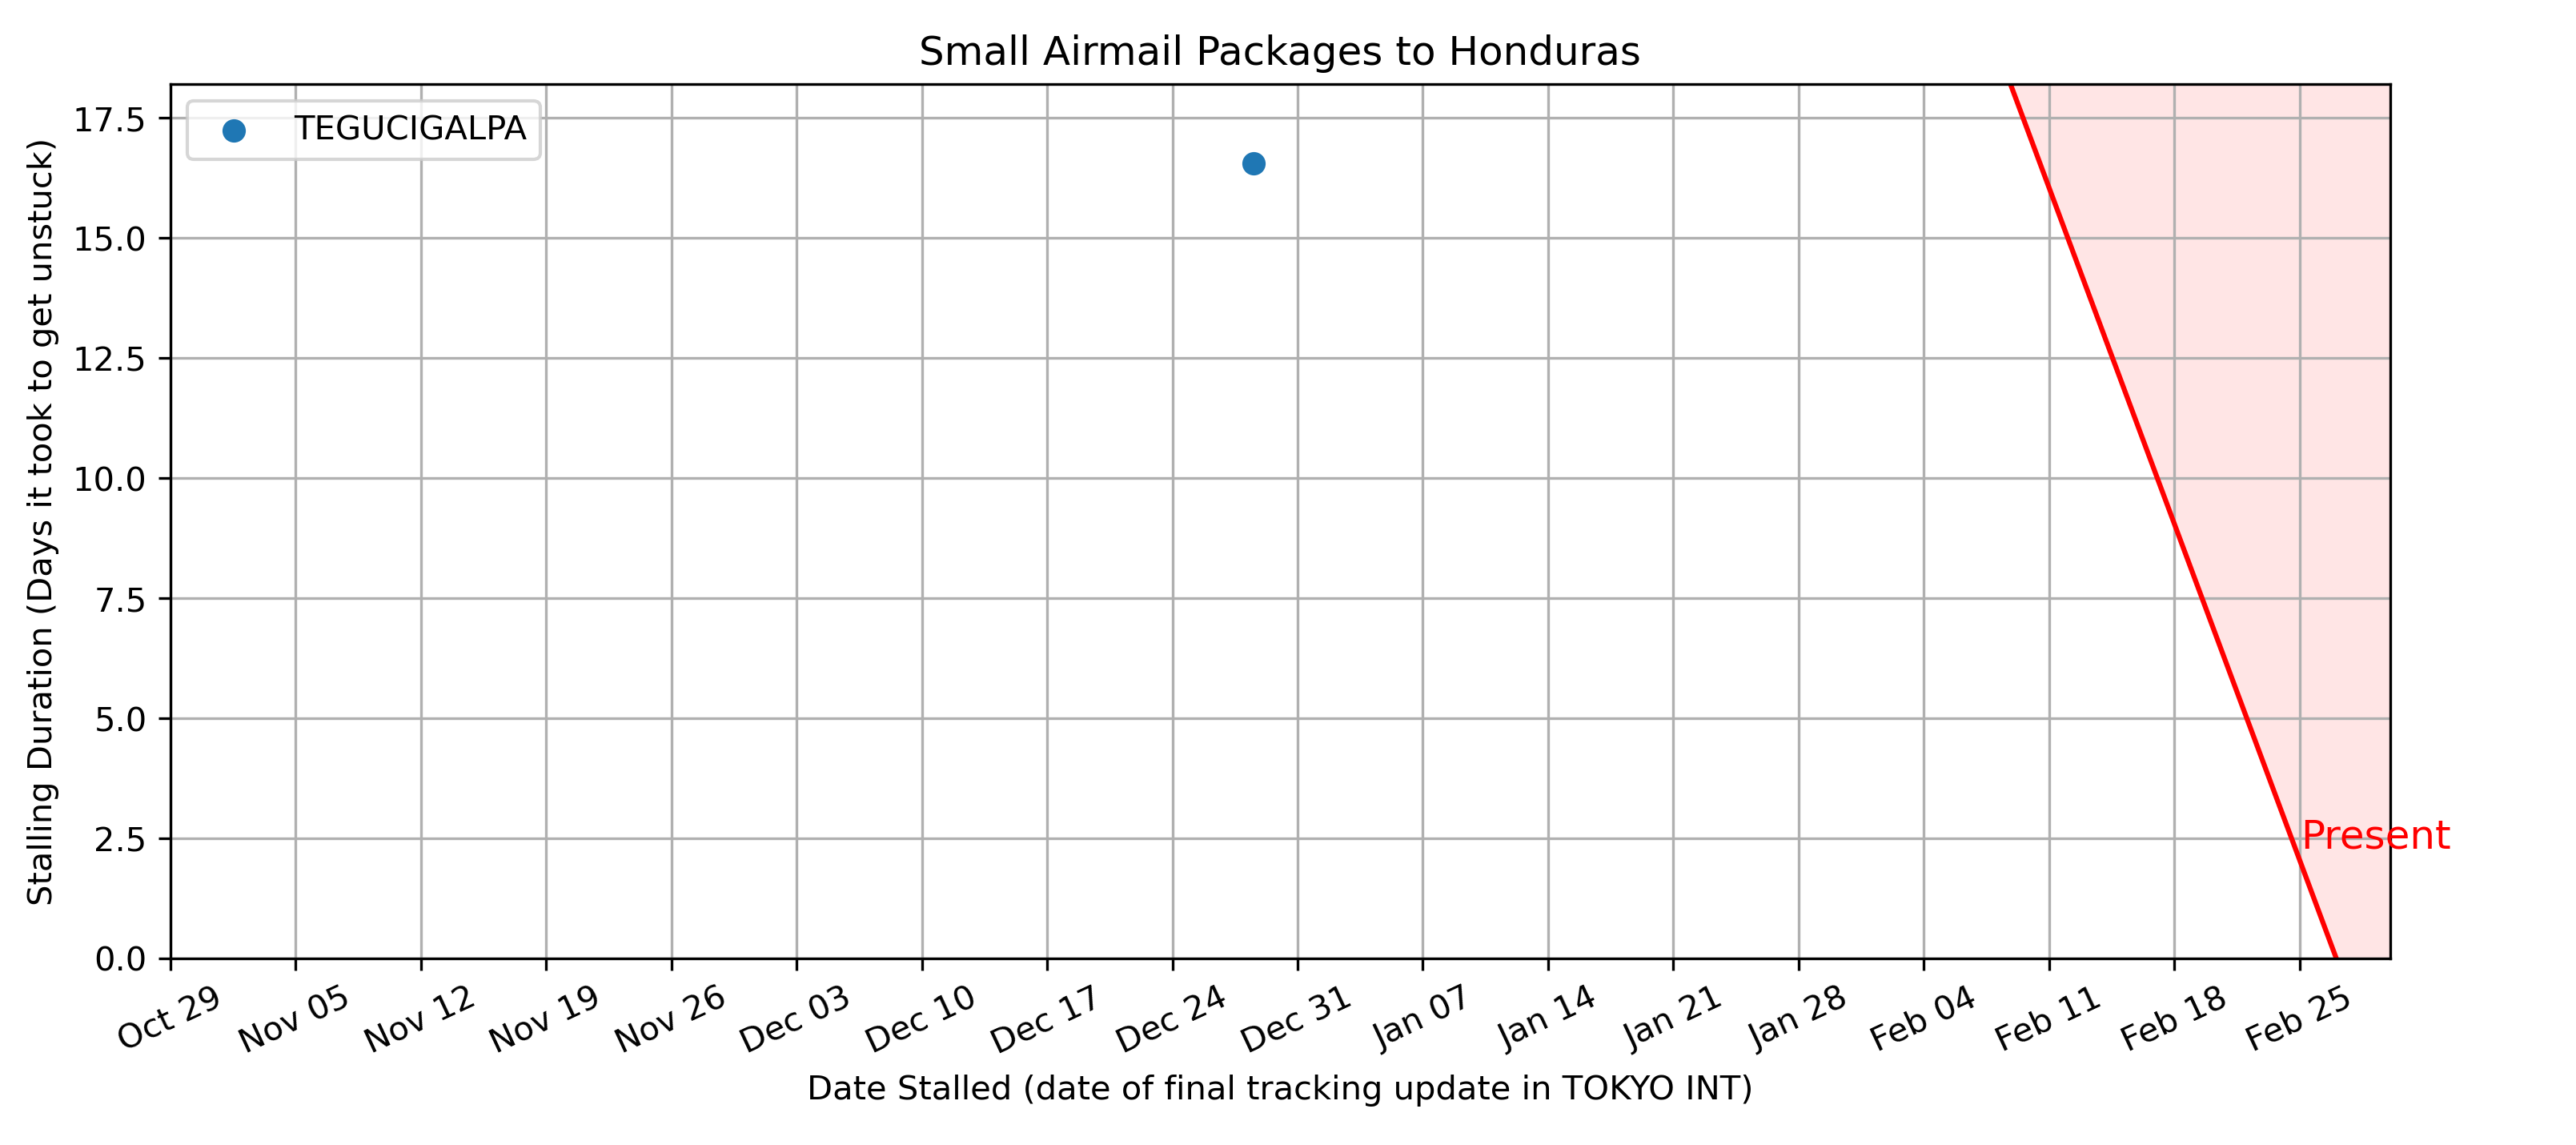 Small Airmail Packages to Honduras
TEGUCIGALPA
Stalling Duration (Days it took to get unstuck)
17.5
15.0
12.5
10.0
7.5
5.0
2.5
0.0
Present
Oct 29
Nov 05
Nov 12
Nov 19
Nov 26
Dec 03
Dec 10
Dec 17
Dec 24
Dec 31
Jan 07
Jan 14
Jan 21
Jan 28
Feb 04
Feb 11
Feb 18
Feb 25
Date Stalled (date of final tracking update in TOKYO INT)